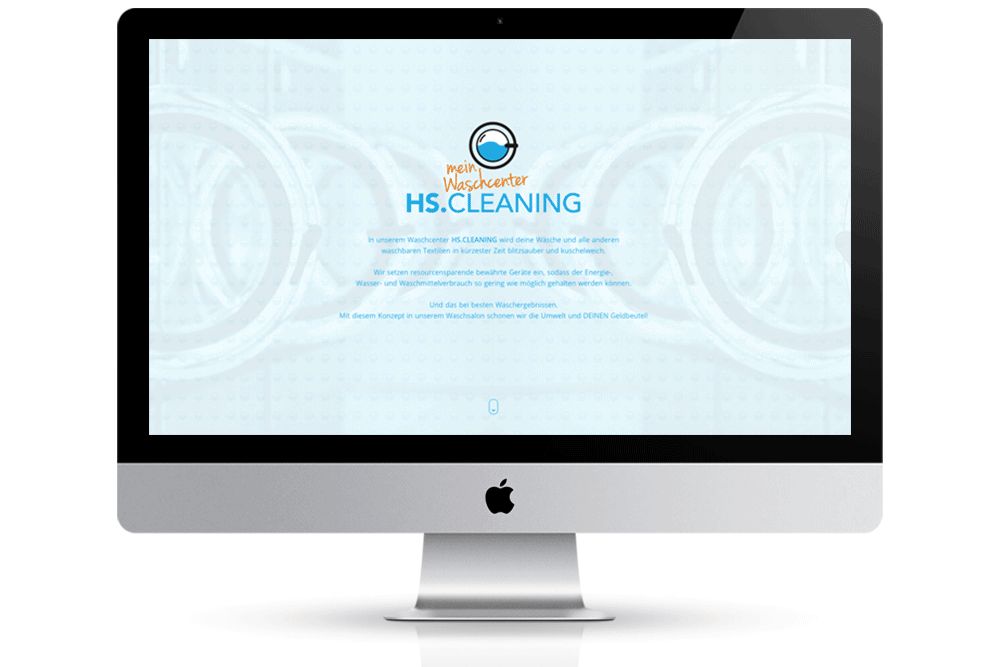 mein
Waschcenter
HS.CLEANING
In unserem Waschcenter HS.CLEANING wird deine Wäsche und alle anderen
waschbaren Textilien in kürzester Zeit blitzsauber und kuschelweich.
Wir setzen resourcensparende bewährte Geräte ein, sodass der Energie-,
Wasser- und Waschmittelverbrauch so gering wie möglich gehalten werden können.
Und das bei besten Waschergebnissen.
Mit diesem Konzept in unserem Waschsalon schonen wir die Umwelt und DEINEN Geldbeutel!